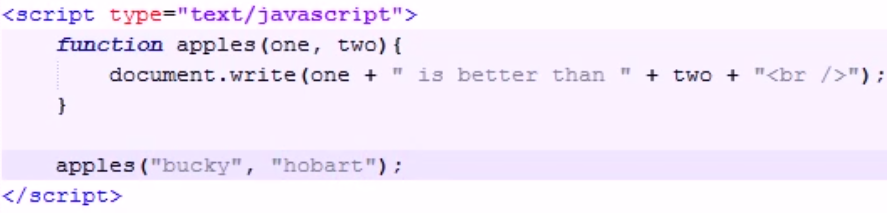 <script type="text/javascript">
function apples(one, two){
document.write(one + " is better than " + two + "<br />");
}
apples("bucky", "hobart");
</script>